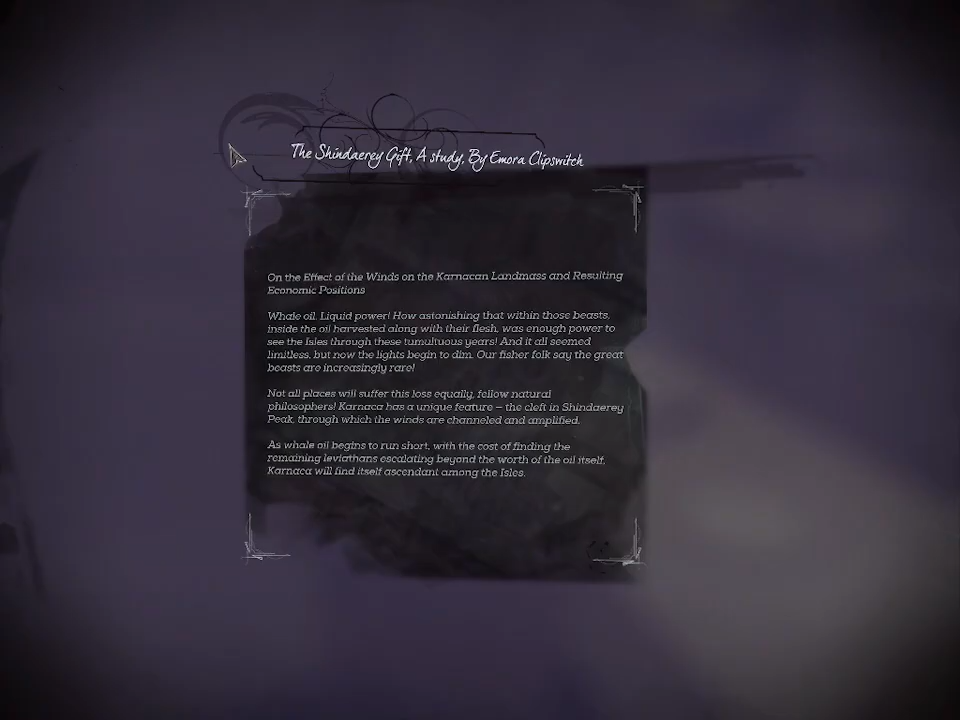 The Shindaerey Gift, A study, By Emora Clipswitch
On the Effect of the Winds on the Karnacan Landmass and Resulting
Economic Positions
Whale oil. Liquid power! How astonishing that within those beasts,
inside the oil harvested along with their flesh, was enough power to
see the Isles through these tumultuous years! And it all seemed
limitless, but now the lights begin to dim. Our fisher folk say the great
beasts are increasingly rare!
Not all places will suffer this loss equally, fellow natural
philosophers! Karnaca has a unique feature – the cleft in Shindaerey
Peak, through which the winds are channeled and amplified.
As whale oil begins to run short, with the cost of finding the
remaining leviathans escalating beyond the worth of the oil itself,
Karnaca will find itself ascendant among the Isles.